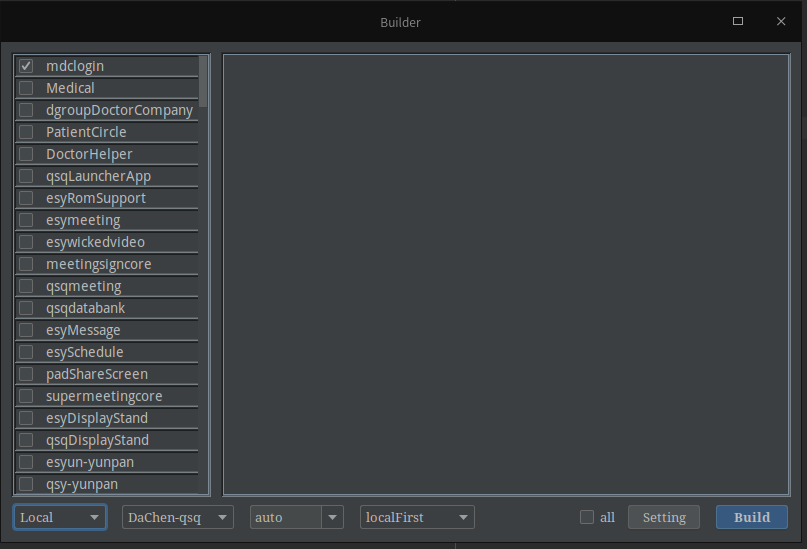 Builder
mdclogin
Medical
dgroupDoctorCompany
PatientCircle
DoctorHelper
qsqLauncherApp
esyRomSupport
esymeeting
esywickedvideo
meetingsigncore
qsqmeeting
qsqdatabank
esyMessage
esySchedule
padShareScreen
supermeetingcore
esyDisplayStand
qsqDisplayStand
esyun-yunpan
qsy-yunpan
Local DaChen-qsq auto localFirst all Setting Build